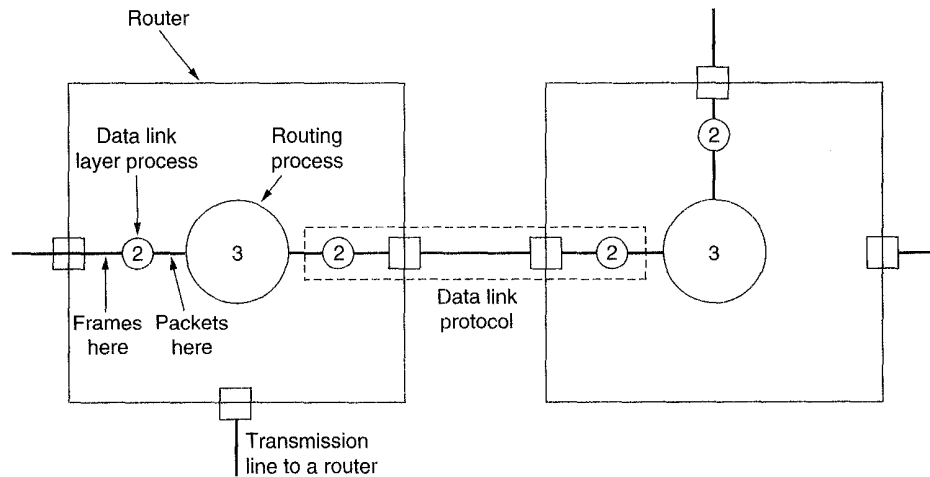 Router
Data link
layer process
Routing
process
2
2
3
2
2
3
Frames
here
Packets
here
Data link
protocol
Transmission
line to a router